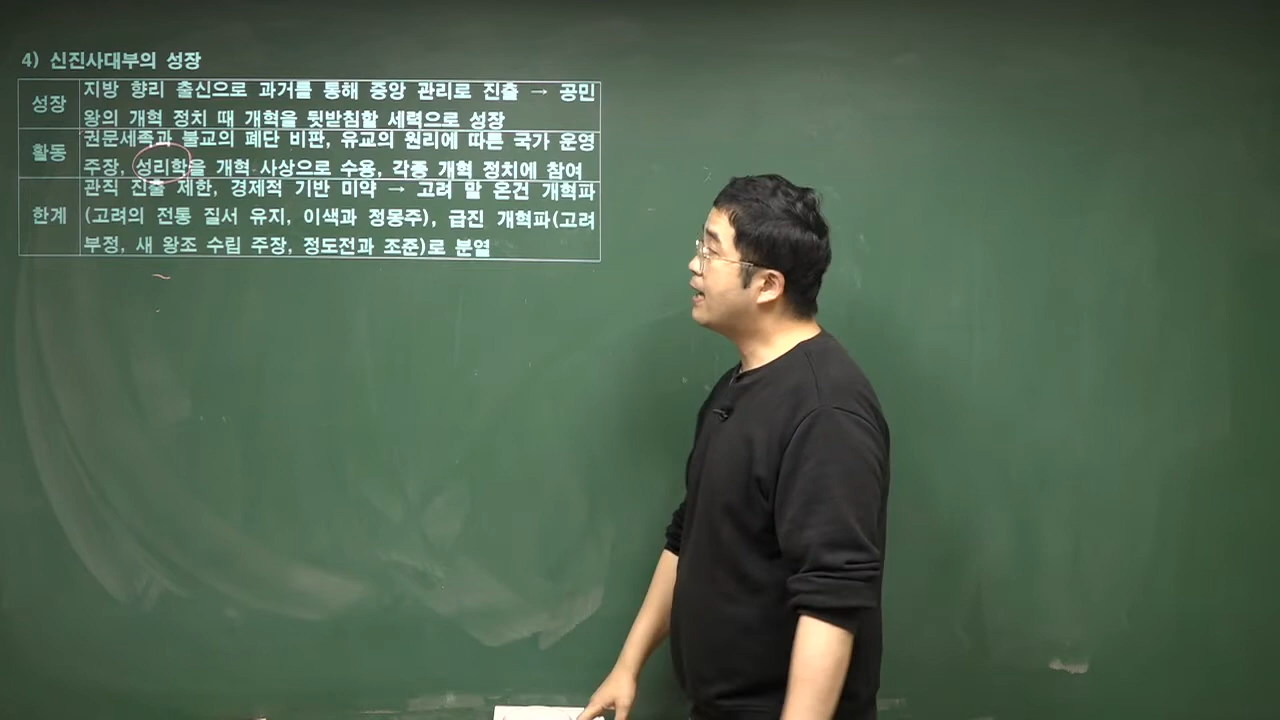 4) 신진사대부의 성장
성장
지방 향리 출신으로 과거를 통해 중앙 관리로 진출 → 공민
왕의 개혁 정치 때 개혁을 뒷받침할 세력으로 성장
활동
권문세족과 불교의 폐단 비판, 유교의 원리에 따른 국가 운영
주장, 성리학을 개혁 사상으로 수용, 각종 개혁 정치에 참여
한계
관직 진출 제한, 경제적 기반 미약 → 고려 말 온건 개혁파
(고려의 전통 질서 유지, 이색과 정몽주), 급진 개혁파(고려
부정, 새 왕조 수립 주장, 정도전과 조준)로 분열